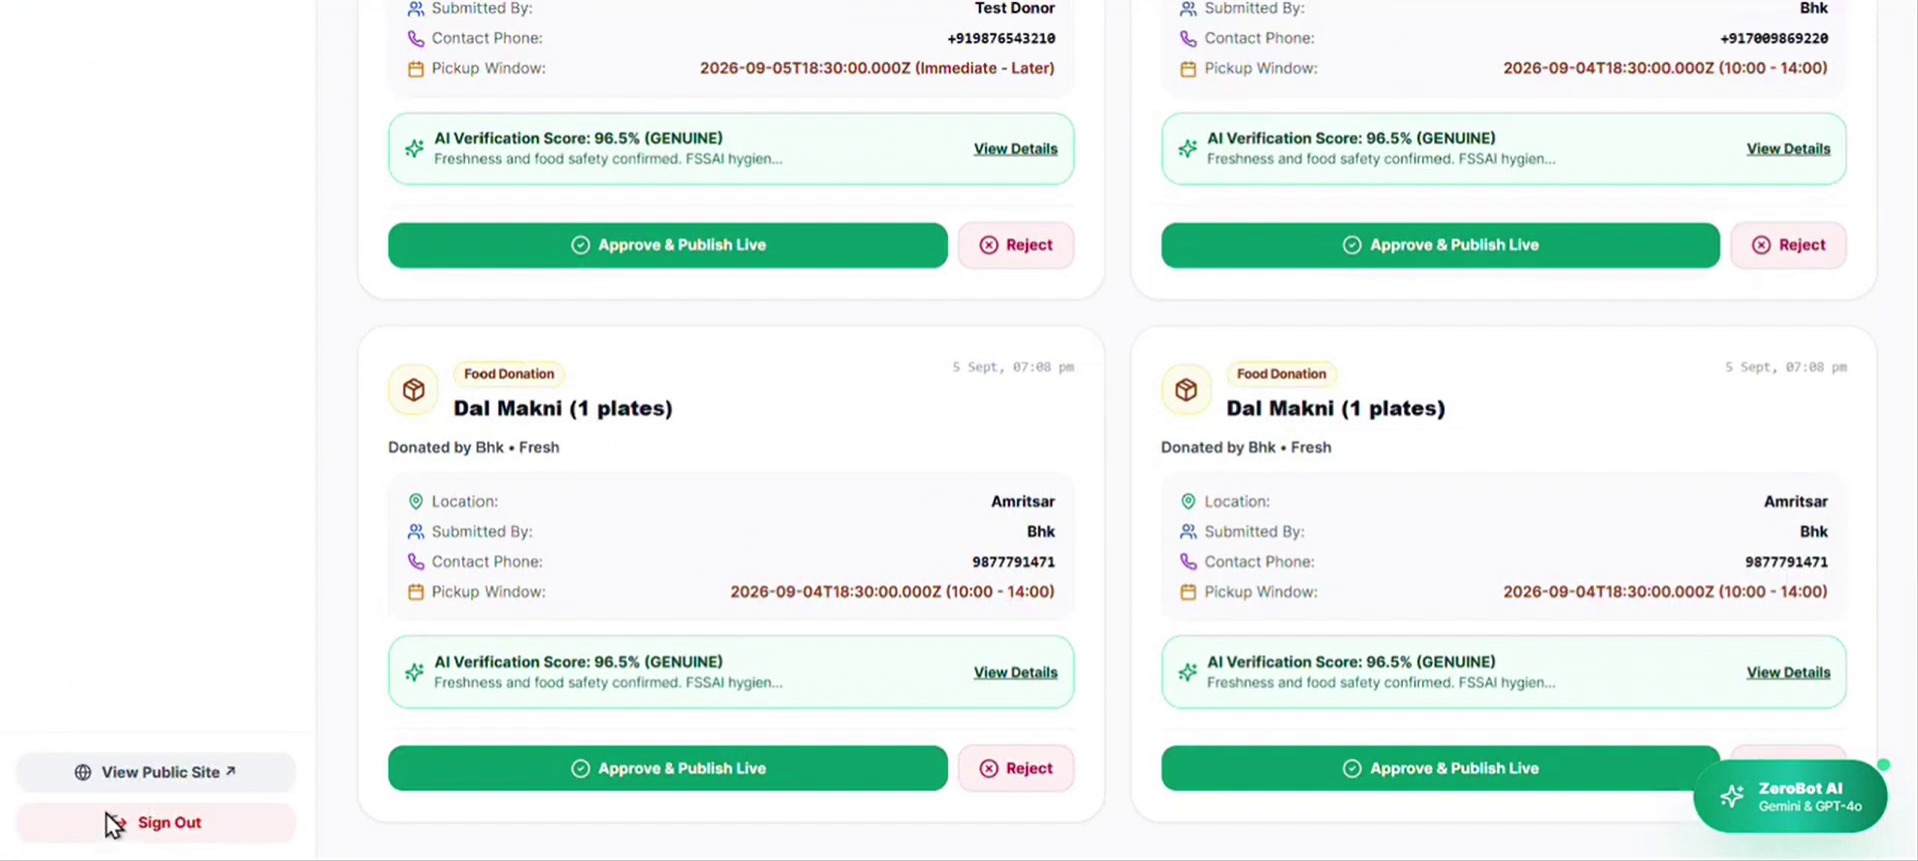 Submitted By: Test Donor
Contact Phone: +919876543210
Pickup Window: 2026-09-05T18:30:00.000Z (Immediate - Later)
AI Verification Score: 96.5% (GENUINE)
Freshness and food safety confirmed. FSSAI hygien...
View Details
Approve & Publish Live
Reject
Submitted By: Bhk
Contact Phone: +917009869220
Pickup Window: 2026-09-04T18:30:00.000Z (10:00 - 14:00)
AI Verification Score: 96.5% (GENUINE)
Freshness and food safety confirmed. FSSAI hygien...
View Details
Approve & Publish Live
Reject
Food Donation
5 Sept, 07:08 pm
Dal Makni (1 plates)
Donated by Bhk • Fresh
Location: Amritsar
Submitted By: Bhk
Contact Phone: 9877791471
Pickup Window: 2026-09-04T18:30:00.000Z (10:00 - 14:00)
AI Verification Score: 96.5% (GENUINE)
Freshness and food safety confirmed. FSSAI hygien...
View Details
Approve & Publish Live
Reject
Food Donation
5 Sept, 07:08 pm
Dal Makni (1 plates)
Donated by Bhk • Fresh
Location: Amritsar
Submitted By: Bhk
Contact Phone: 9877791471
Pickup Window: 2026-09-04T18:30:00.000Z (10:00 - 14:00)
AI Verification Score: 96.5% (GENUINE)
Freshness and food safety confirmed. FSSAI hygien...
View Details
Approve & Publish Live
View Public Site ↗
Sign Out
ZeroBot AI
Gemini & GPT-4o